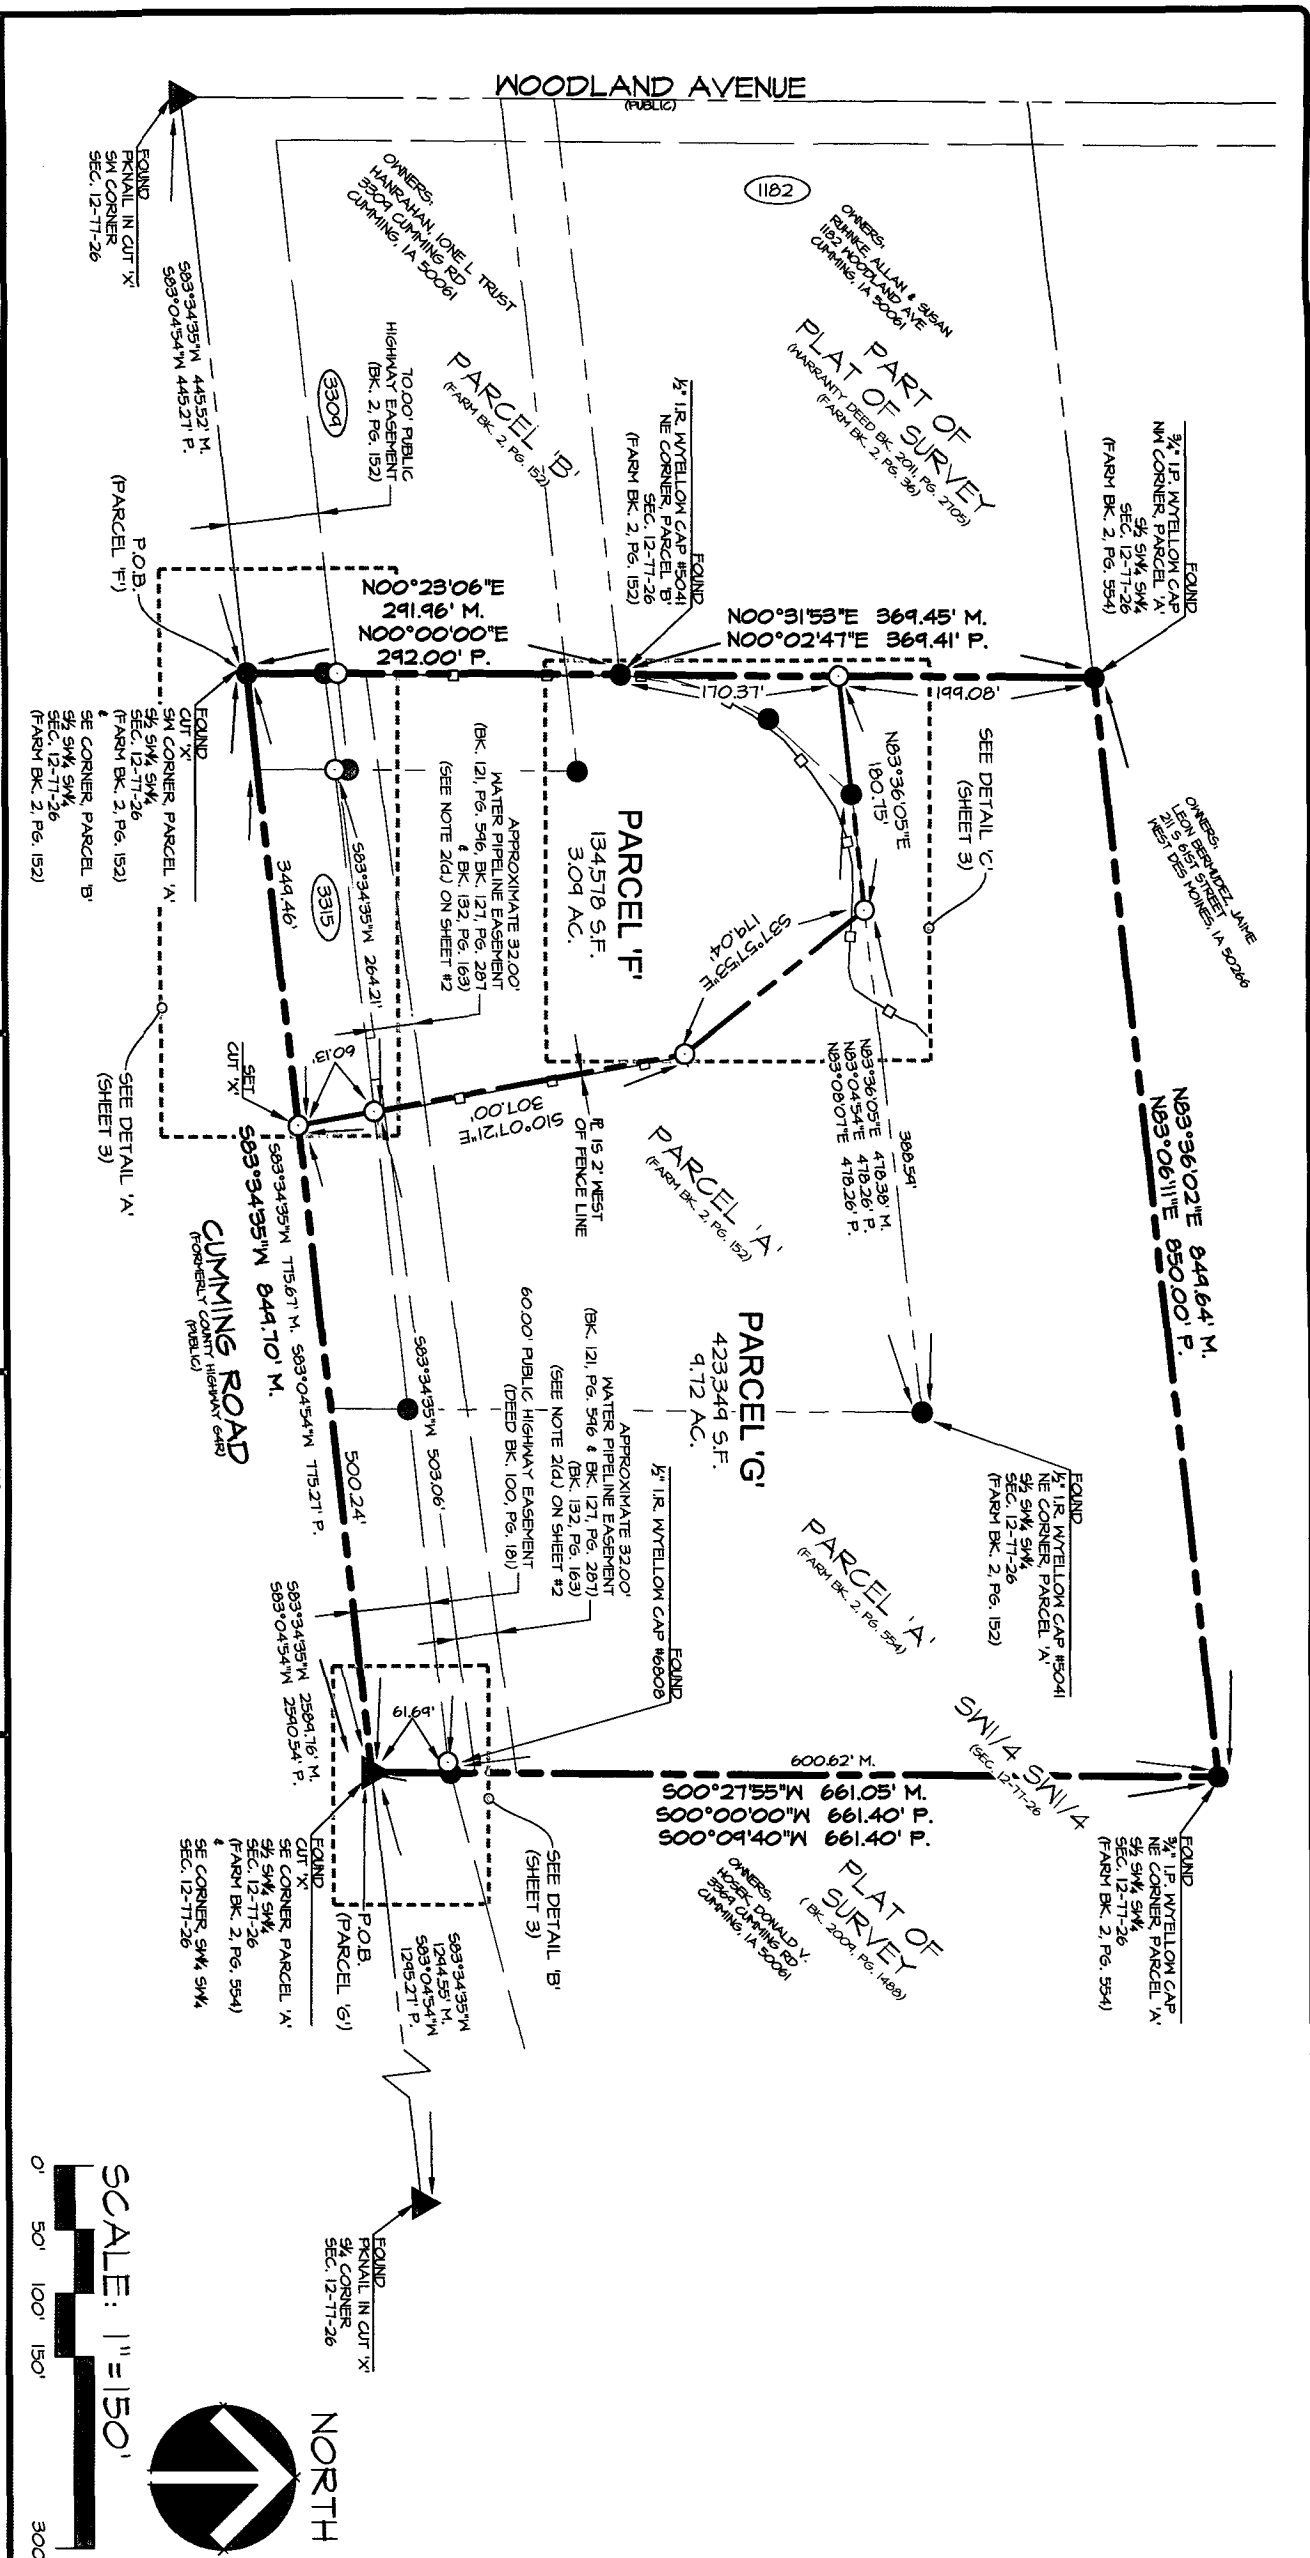 WOODLAND AVENUE
(PUBLIC)
FOUND
PKNAIL IN CUT 'X'
SW CORNER
SEC. 12-77-26
S83°34'35"W 445.52' M.
S83°04'54"W 445.27' P.
OWNERS:
HANRAHAN, IONE L TRUST
3309 CUMMING RD
CUMMING, IA 50061
1182
OWNERS:
RUHNKE, ALLAN & SUSAN
1182 WOODLAND AVE
CUMMING, IA 50061
PART OF
PLAT OF SURVEY
(WARRANTY DEED BK. 2011, PG. 2705)
(FARM BK. 2, PG. 36)
FOUND
3/4" I.P. W/YELLOW CAP
NW CORNER, PARCEL 'A'
S½ SW¼ SW¼
SEC. 12-77-26
(FARM BK. 2, PG. 554)
70.00' PUBLIC
HIGHWAY EASEMENT
(BK. 2, PG. 152)
3309
PARCEL 'B'
(FARM BK. 2, PG. 152)
FOUND
½" I.R. W/YELLOW CAP #5041
NE CORNER, PARCEL 'B'
SEC. 12-77-26
(FARM BK. 2, PG. 152)
P.O.B.
(PARCEL 'F')
N00°23'06"E
291.96' M.
N00°00'00"E
292.00' P.
N00°31'53"E 369.45' M.
N00°02'47"E 369.41' P.
170.37'
199.08'
FOUND
CUT 'X'
SW CORNER, PARCEL 'A'
S½ SW¼ SW¼
SEC. 12-77-26
(FARM BK. 2, PG. 152)
&
SE CORNER, PARCEL 'B'
S½ SW¼ SW¼
SEC. 12-77-26
(FARM BK. 2, PG. 152)
349.46'
3315
S83°34'35"W 264.21'
APPROXIMATE 32.00'
WATER PIPELINE EASEMENT
(BK. 121, PG. 596, BK. 127, PG. 287
& BK. 132, PG. 163)
(SEE NOTE 2(d.) ON SHEET #2
PARCEL 'F'
134,578 S.F.
3.09 AC.
N83°36'05"E
180.75'
SEE DETAIL 'C'
(SHEET 3)
OWNERS:
LEON BERMUDEZ, JAIME
211 S 61ST STREET
WEST DES MOINES, IA 50266
S37°57'53"E
179.04'
SET
CUT 'X'
60.13'
SEE DETAIL 'A'
(SHEET 3)
S10°07'21"E
307.00'
PL IS 2' WEST
OF FENCE LINE
388.59'
N83°36'05"E 478.38' M.
N83°04'54"E 478.26' P.
N83°08'07"E 478.26' P.
PARCEL 'A'
(FARM BK. 2, PG. 152)
N83°36'02"E 849.64' M.
N83°06'11"E 850.00' P.
S83°34'35"W 775.67' M. S83°04'54"W 775.27' P.
S83°34'35"W 849.70' M.
CUMMING ROAD
(FORMERLY COUNTY HIGHWAY G4R)
(PUBLIC)
S83°34'35"W 503.06'
500.24'
60.00' PUBLIC HIGHWAY EASEMENT
(DEED BK. 100, PG. 181)
APPROXIMATE 32.00'
WATER PIPELINE EASEMENT
(BK. 121, PG. 596 & BK. 127, PG. 287)
(BK. 132, PG. 163)
(SEE NOTE 2(d.) ON SHEET #2
PARCEL 'G'
423,349 S.F.
9.72 AC.
FOUND
½" I.R. W/YELLOW CAP #5041
NE CORNER, PARCEL 'A'
S½ SW¼ SW¼
SEC. 12-77-26
(FARM BK. 2, PG. 152)
FOUND
½" I.R. W/YELLOW CAP #6808
PARCEL 'A'
(FARM BK. 2, PG. 554)
SW1/4 SW1/4
(SEC. 12-77-26
S83°34'35"W 2589.76' M.
S83°04'54"W 2590.54' P.
61.69'
600.62' M.
S00°27'55"W 661.05' M.
S00°00'00"W 661.40' P.
S00°09'40"W 661.40' P.
FOUND
CUT 'X'
SE CORNER, PARCEL 'A'
S½ SW¼ SW¼
SEC. 12-77-26
(FARM BK. 2, PG. 554)
&
SE CORNER, SW¼ SW¼
SEC. 12-77-26
P.O.B.
(PARCEL 'G')
SEE DETAIL 'B'
(SHEET 3)
OWNERS:
HOSEK, DONALD V.
3369 CUMMING RD
CUMMING, IA 50061
PLAT OF
SURVEY
( BK. 2009, PG. 1488)
FOUND
3/4" I.P. W/YELLOW CAP
NE CORNER, PARCEL 'A'
S½ SW¼ SW¼
SEC. 12-77-26
(FARM BK. 2, PG. 554)
S83°34'35"W
1294.55' M.
S83°04'54"W
1295.27' P.
FOUND
PKNAIL IN CUT 'X'
S¼ CORNER
SEC. 12-77-26
SCALE: 1"=150'
0' 50' 100' 150' 300
NORTH